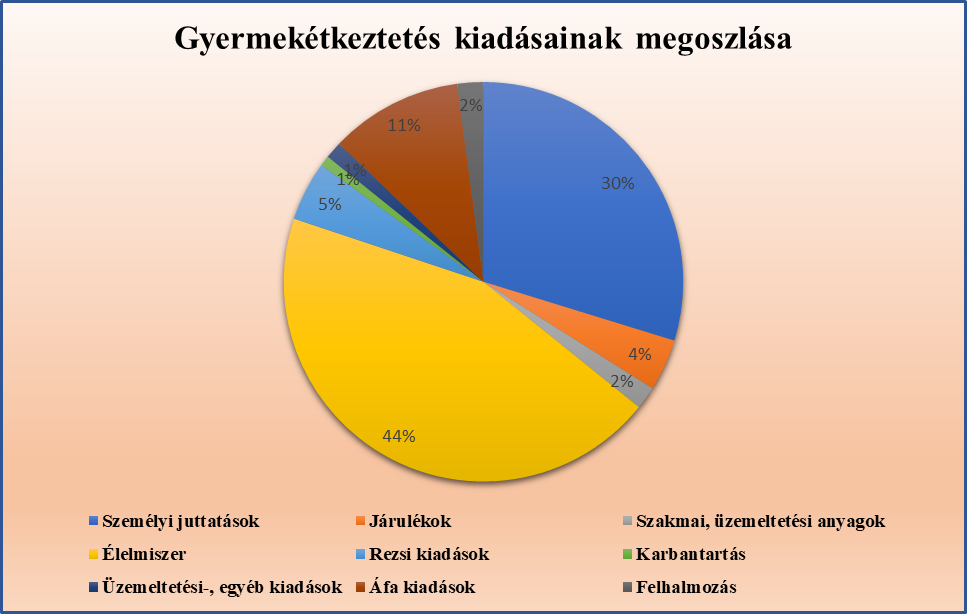 Gyermekétkeztetés kiadásainak megoszlása
2%
11%
30%
1%
1%
5%
4%
2%
44%
Személyi juttatások
Járulékok
Szakmai, üzemeltetési anyagok
Élelmiszer
Rezsi kiadások
Karbantartás
Üzemeltetési-, egyéb kiadások
Áfa kiadások
Felhalmozás